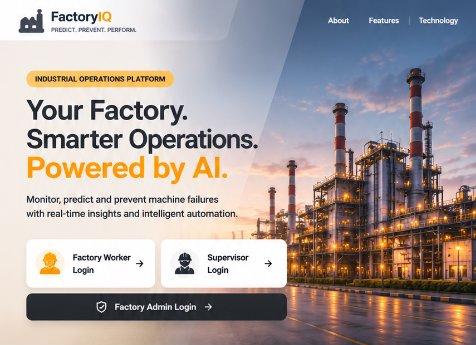 FactoryIQ
PREDICT. PREVENT. PERFORM.
About Features Technology
INDUSTRIAL OPERATIONS PLATFORM
Your Factory.
Smarter Operations.
Powered by AI.
Monitor, predict and prevent machine failures
with real-time insights and intelligent automation.
Factory Worker
Login
Supervisor
Login
Factory Admin Login